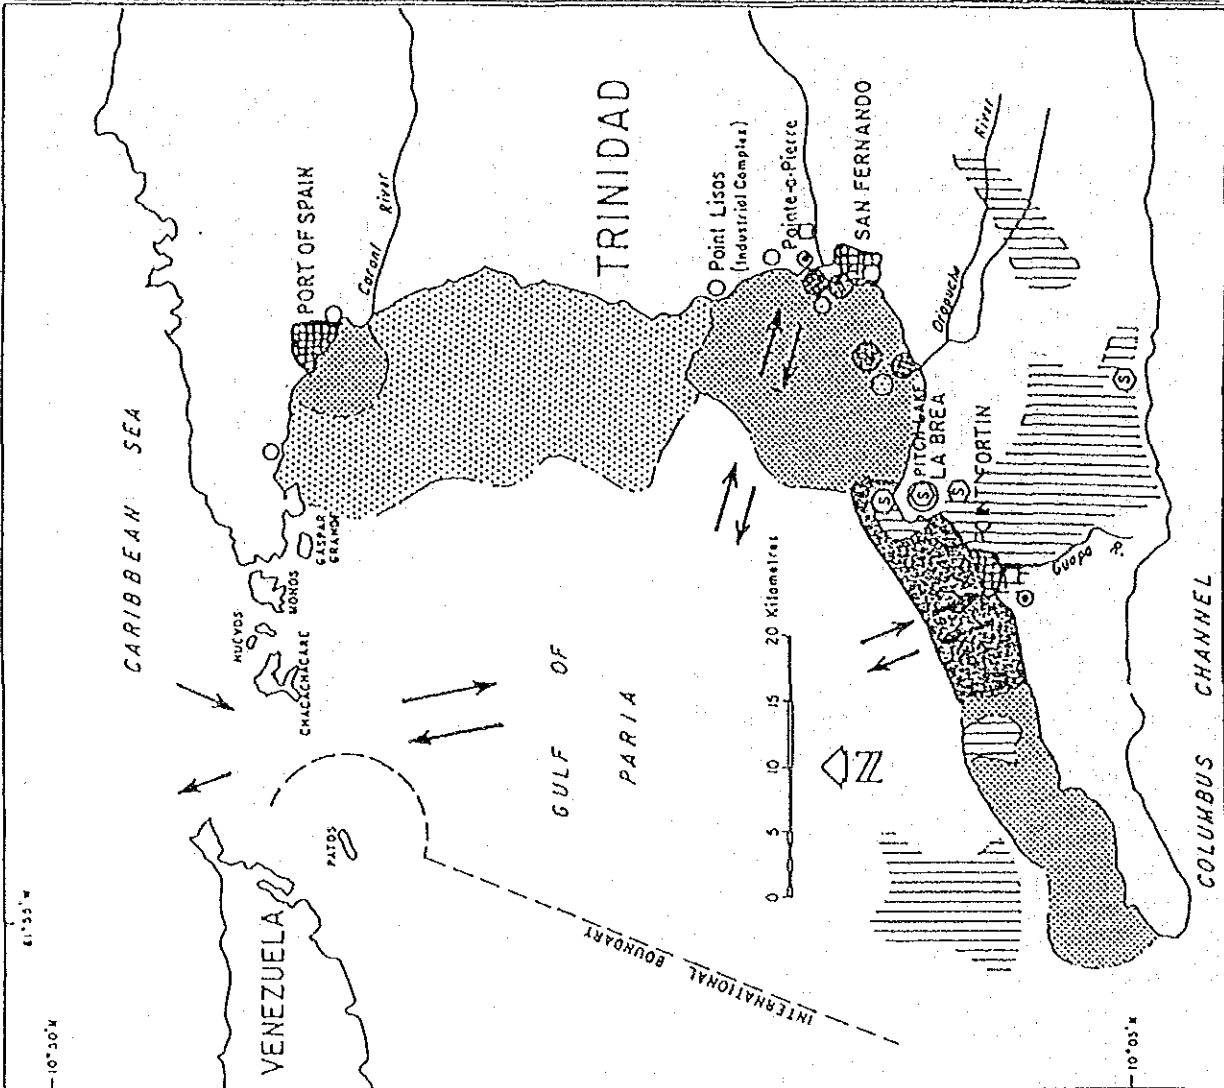 CARIBBEAN SEA
PORT OF SPAIN
Caroni River
TRINIDAD
Point Lisas
(Industrial Complex)
Pointe-a-Pierre
SAN FERNANDO
Oropuche River
PITCH LAKE
LA BREA
FORTIN
Guapo R.
S
S
S
S
GASPAR
GRANDE
MONOS
HUEVOS
CHACACHACARE
PATOS
GULF OF
PARIA
VENEZUELA
INTERNATIONAL BOUNDARY
0 5 10 15 20 Kilometres
N
COLUMBUS CHANNEL
61°55'W
10°30'N
10°05'N